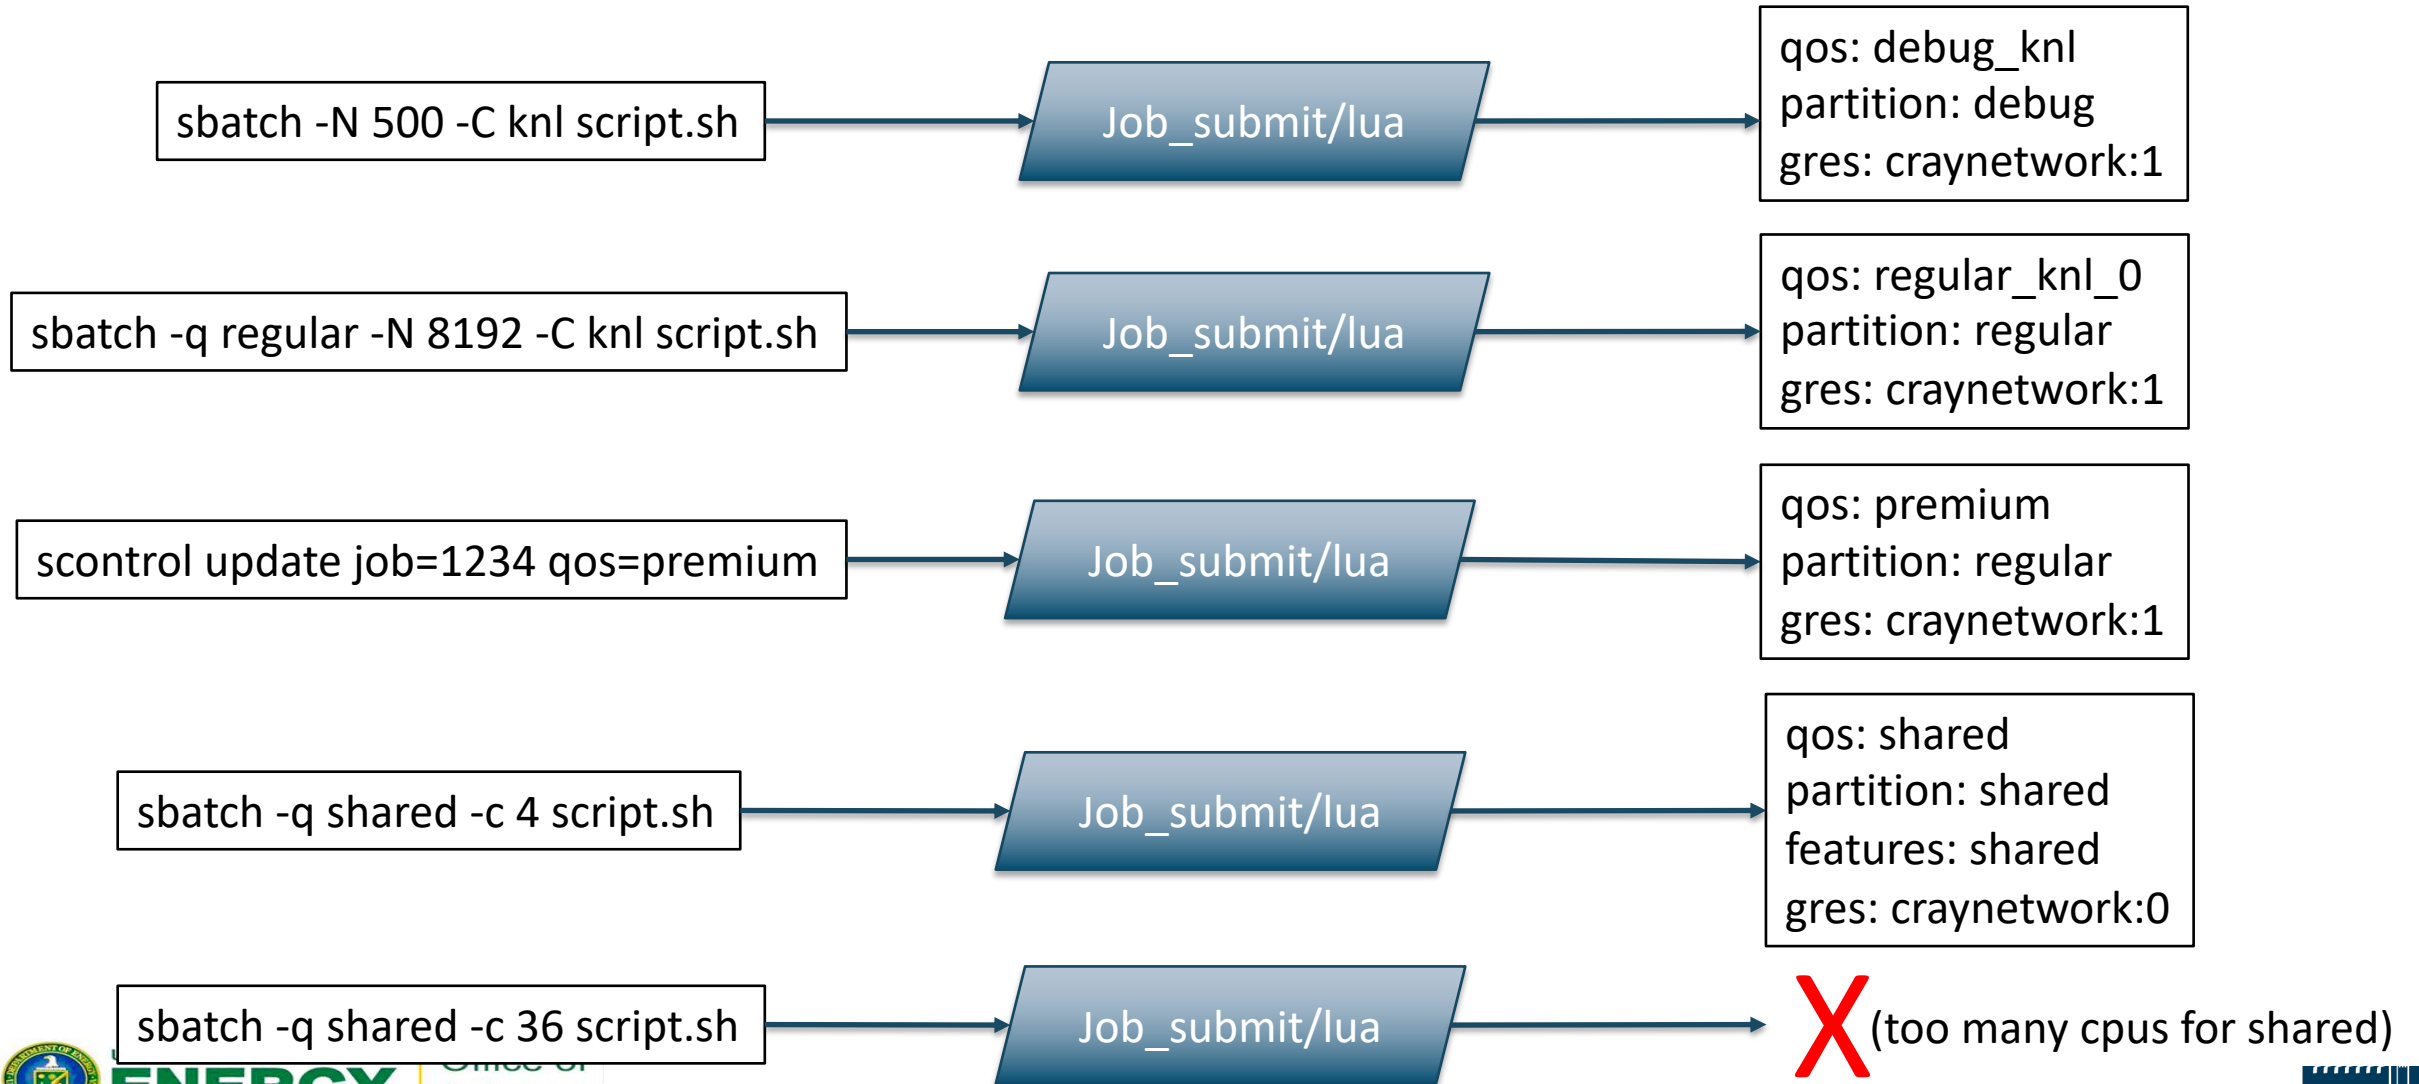 sbatch -N 500 -C knl script.sh
Job_submit/lua
qos: debug_knl
partition: debug
gres: craynetwork:1
sbatch -q regular -N 8192 -C knl script.sh
Job_submit/lua
qos: regular_knl_0
partition: regular
gres: craynetwork:1
scontrol update job=1234 qos=premium
Job_submit/lua
qos: premium
partition: regular
gres: craynetwork:1
sbatch -q shared -c 4 script.sh
Job_submit/lua
qos: shared
partition: shared
features: shared
gres: craynetwork:0
sbatch -q shared -c 36 script.sh
Job_submit/lua
X (too many cpus for shared)
ENERGY
Office of